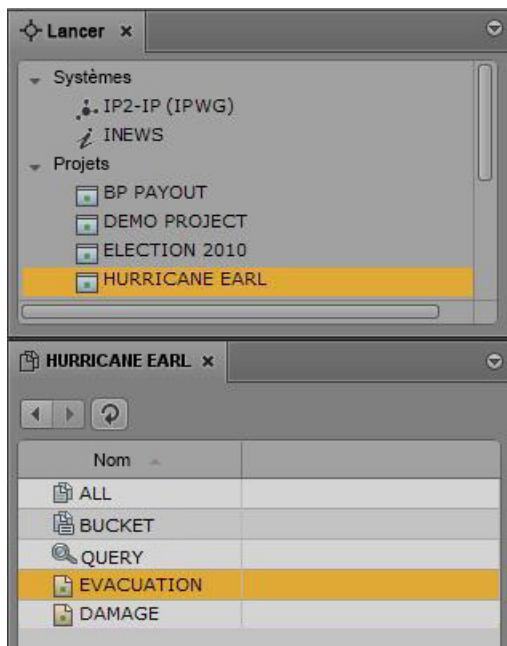 Lancer
Systèmes
IP2-IP (IPWG)
INEWS
Projets
BP PAYOUT
DEMO PROJECT
ELECTION 2010
HURRICANE EARL
HURRICANE EARL
Nom
ALL
BUCKET
QUERY
EVACUATION
DAMAGE